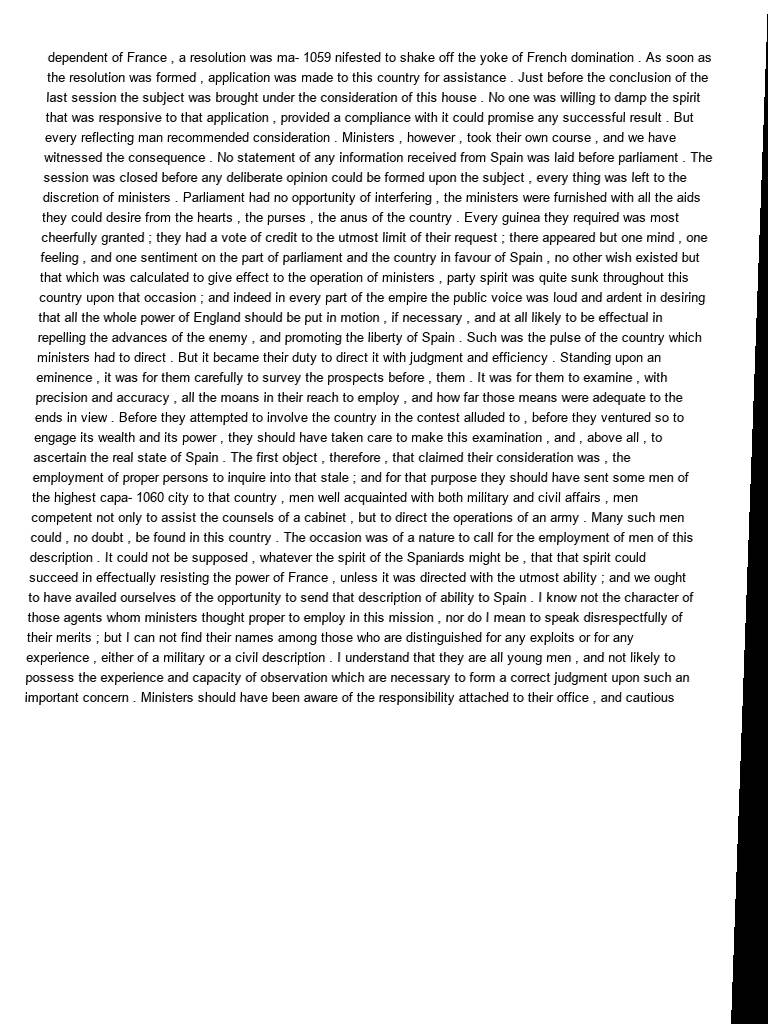 dependent of France , a resolution was ma- 1059 nifested to shake off the yoke of French domination . As soon as
the resolution was formed , application was made to this country for assistance . Just before the conclusion of the
last session the subject was brought under the consideration of this house . No one was willing to damp the spirit
that was responsive to that application , provided a compliance with it could promise any successful result . But
every reflecting man recommended consideration . Ministers , however , took their own course , and we have
witnessed the consequence . No statement of any information received from Spain was laid before parliament . The
session was closed before any deliberate opinion could be formed upon the subject , every thing was left to the
discretion of ministers . Parliament had no opportunity of interfering , the ministers were furnished with all the aids
they could desire from the hearts , the purses , the anus of the country . Every guinea they required was most
cheerfully granted ; they had a vote of credit to the utmost limit of their request ; there appeared but one mind , one
feeling , and one sentiment on the part of parliament and the country in favour of Spain , no other wish existed but
that which was calculated to give effect to the operation of ministers , party spirit was quite sunk throughout this
country upon that occasion ; and indeed in every part of the empire the public voice was loud and ardent in desiring
that all the whole power of England should be put in motion , if necessary , and at all likely to be effectual in
repelling the advances of the enemy , and promoting the liberty of Spain . Such was the pulse of the country which
ministers had to direct . But it became their duty to direct it with judgment and efficiency . Standing upon an
eminence , it was for them carefully to survey the prospects before , them . It was for them to examine , with
precision and accuracy , all the moans in their reach to employ , and how far those means were adequate to the
ends in view . Before they attempted to involve the country in the contest alluded to , before they ventured so to
engage its wealth and its power , they should have taken care to make this examination , and , above all , to
ascertain the real state of Spain . The first object , therefore , that claimed their consideration was , the
employment of proper persons to inquire into that stale ; and for that purpose they should have sent some men of
the highest capa- 1060 city to that country , men well acquainted with both military and civil affairs , men
competent not only to assist the counsels of a cabinet , but to direct the operations of an army . Many such men
could , no doubt , be found in this country . The occasion was of a nature to call for the employment of men of this
description . It could not be supposed , whatever the spirit of the Spaniards might be , that that spirit could
succeed in effectually resisting the power of France , unless it was directed with the utmost ability ; and we ought
to have availed ourselves of the opportunity to send that description of ability to Spain . I know not the character of
those agents whom ministers thought proper to employ in this mission , nor do I mean to speak disrespectfully of
their merits ; but I can not find their names among those who are distinguished for any exploits or for any
experience , either of a military or a civil description . I understand that they are all young men , and not likely to
possess the experience and capacity of observation which are necessary to form a correct judgment upon such an
important concern . Ministers should have been aware of the responsibility attached to their office , and cautious